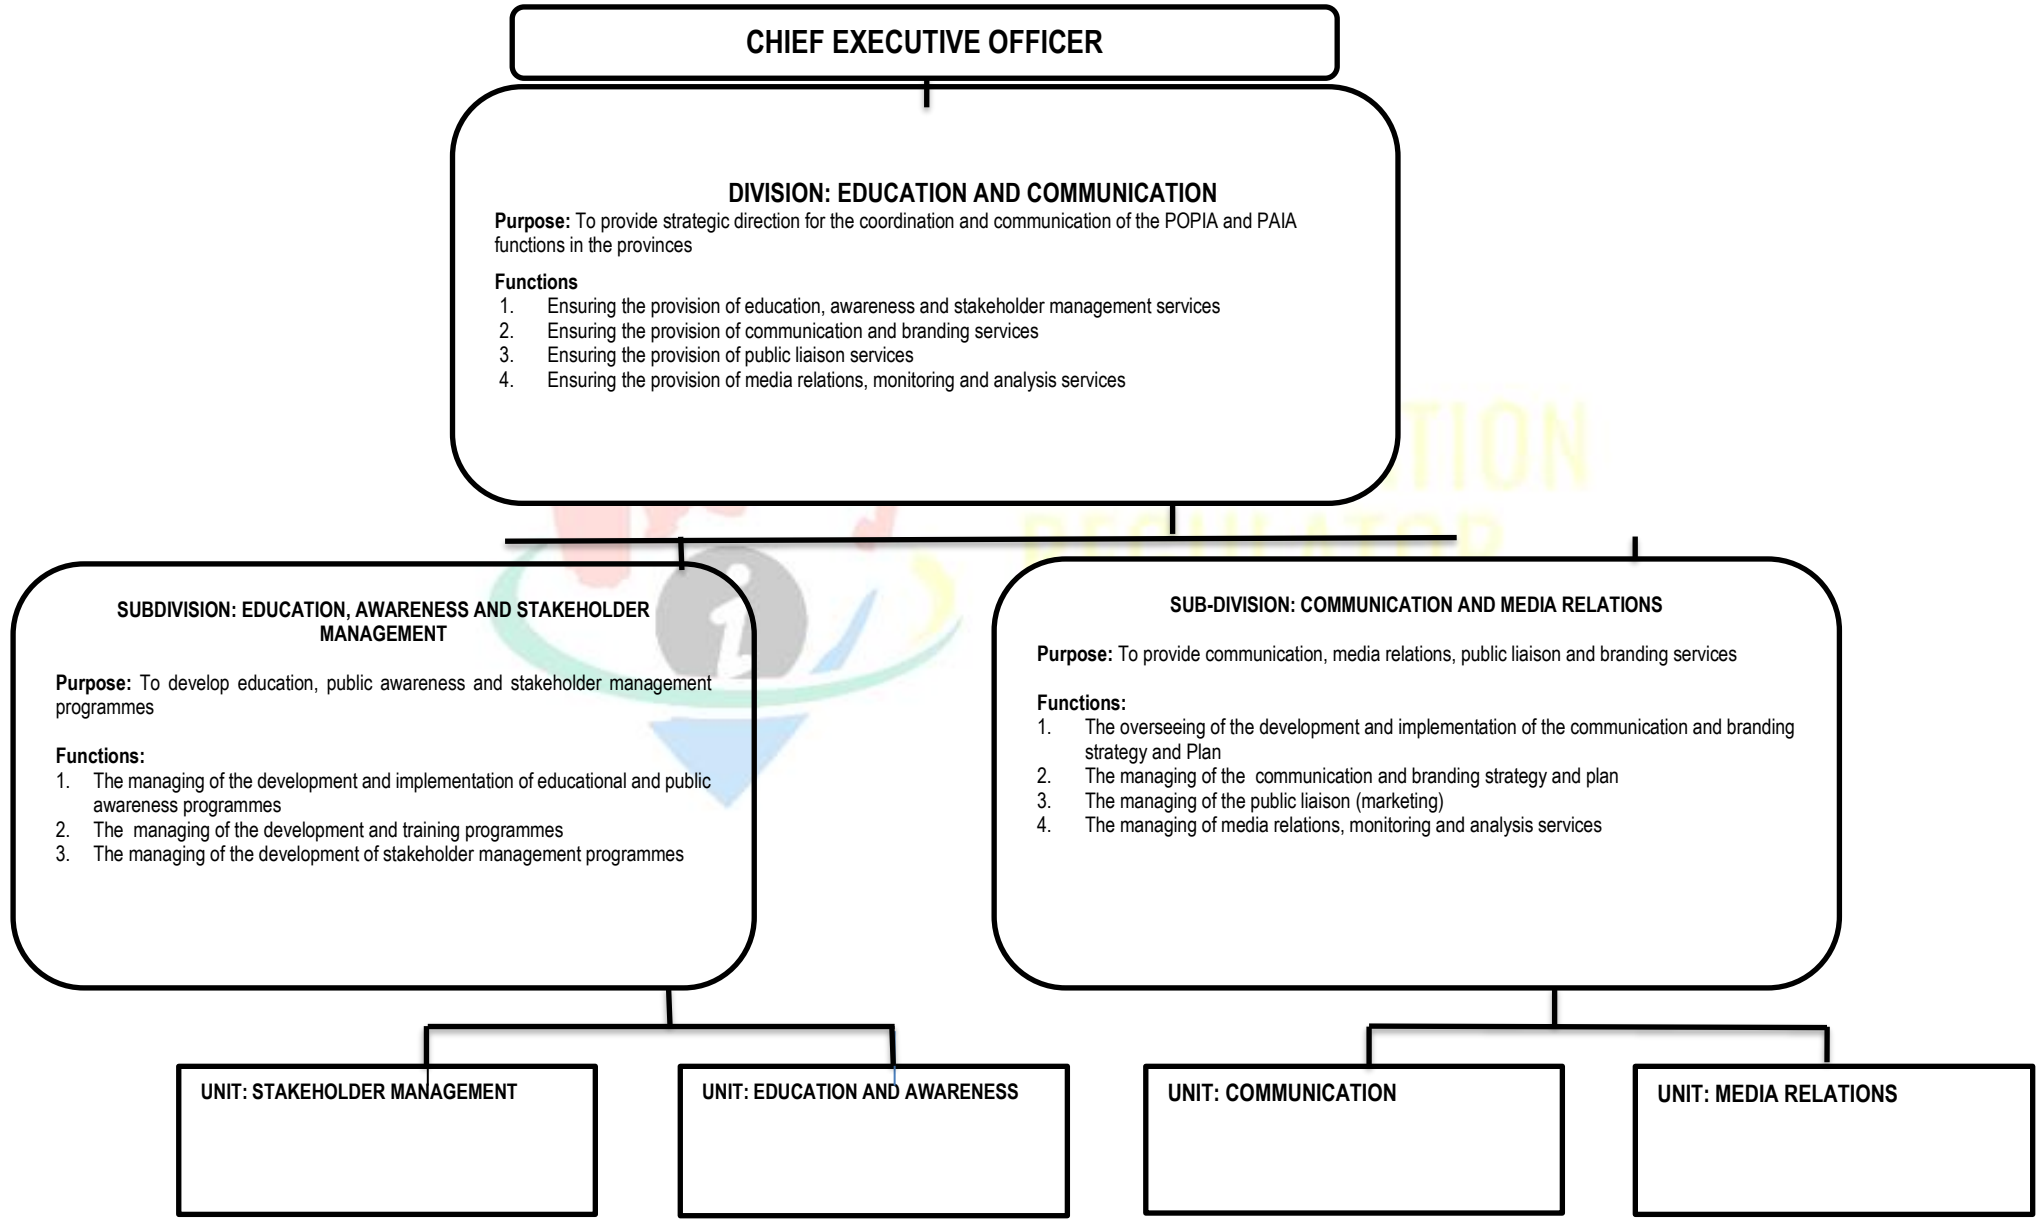 CHIEF EXECUTIVE OFFICER
DIVISION: EDUCATION AND COMMUNICATION
Purpose: To provide strategic direction for the coordination and communication of the POPIA and PAIA
functions in the provinces
Functions
1. Ensuring the provision of education, awareness and stakeholder management services
2. Ensuring the provision of communication and branding services
3. Ensuring the provision of public liaison services
4. Ensuring the provision of media relations, monitoring and analysis services
TION
REGULATOR
SUBDIVISION: EDUCATION, AWARENESS AND STAKEHOLDER
MANAGEMENT
Purpose: To develop education, public awareness and stakeholder management
programmes
Functions:
1. The managing of the development and implementation of educational and public
awareness programmes
2. The managing of the development and training programmes
3. The managing of the development of stakeholder management programmes
SUB-DIVISION: COMMUNICATION AND MEDIA RELATIONS
Purpose: To provide communication, media relations, public liaison and branding services
Functions:
1. The overseeing of the development and implementation of the communication and branding
strategy and Plan
2. The managing of the communication and branding strategy and plan
3. The managing of the public liaison (marketing)
4. The managing of media relations, monitoring and analysis services
UNIT: STAKEHOLDER MANAGEMENT
UNIT: EDUCATION AND AWARENESS
UNIT: COMMUNICATION
UNIT: MEDIA RELATIONS